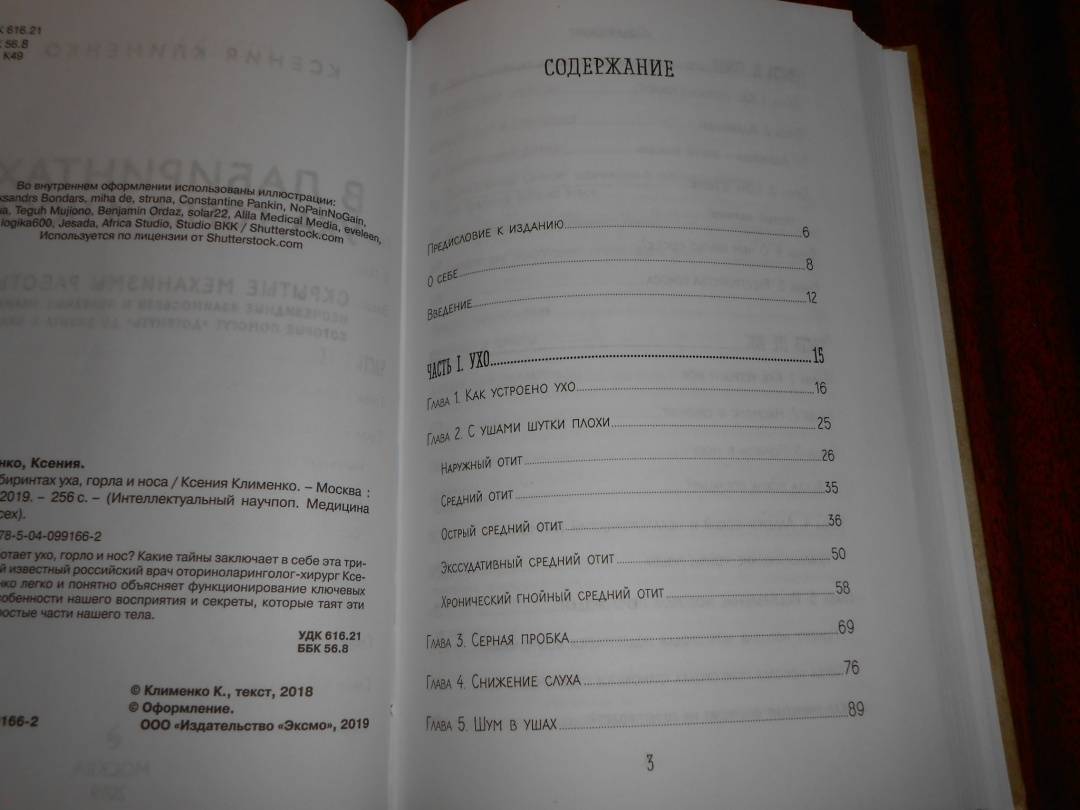 616.21
56.8
К49
Во внутреннем оформлении использованы иллюстрации:
Bondars, miha de, struna, Constantine Pankin, NoPainNoGain,
Teguh Mujiono, Benjamin Ordaz, solar22, Alila Medical Media, eveleen,
logika600, Jesada, Africa Studio, Studio BKK / Shutterstock.com
Используется по лицензии от Shutterstock.com
нко, Ксения.
биринтах уха, горла и носа / Ксения Клименко. – Москва :
2019. – 256 с. – (Интеллектуальный научпоп. Медицина
сех).
78-5-04-099166-2
отает ухо, горло и нос? Какие тайны заключает в себе эта три-
й известный российский врач оториноларинголог-хирург Ксе-
нко легко и понятно объясняет функционирование ключевых
собенности нашего восприятия и секреты, которые таят эти
ростые части нашего тела.
УДК 616.21
ББК 56.8
© Клименко К., текст, 2018
© Оформление.
ООО «Издательство «Эксмо», 2019
9166-2
СОДЕРЖАНИЕ
Предисловие к изданию 6
О себе 8
Введение 12
ЧАСТЬ I. УХО 15
Глава 1. Как устроено ухо 16
Глава 2. С ушами шутки плохи 25
Наружный отит 26
Средний отит 35
Острый средний отит 36
Экссудативный средний отит 50
Хронический гнойный средний отит 58
Глава 3. Серная пробка 69
Глава 4. Снижение слуха 76
Глава 5. Шум в ушах 89
3